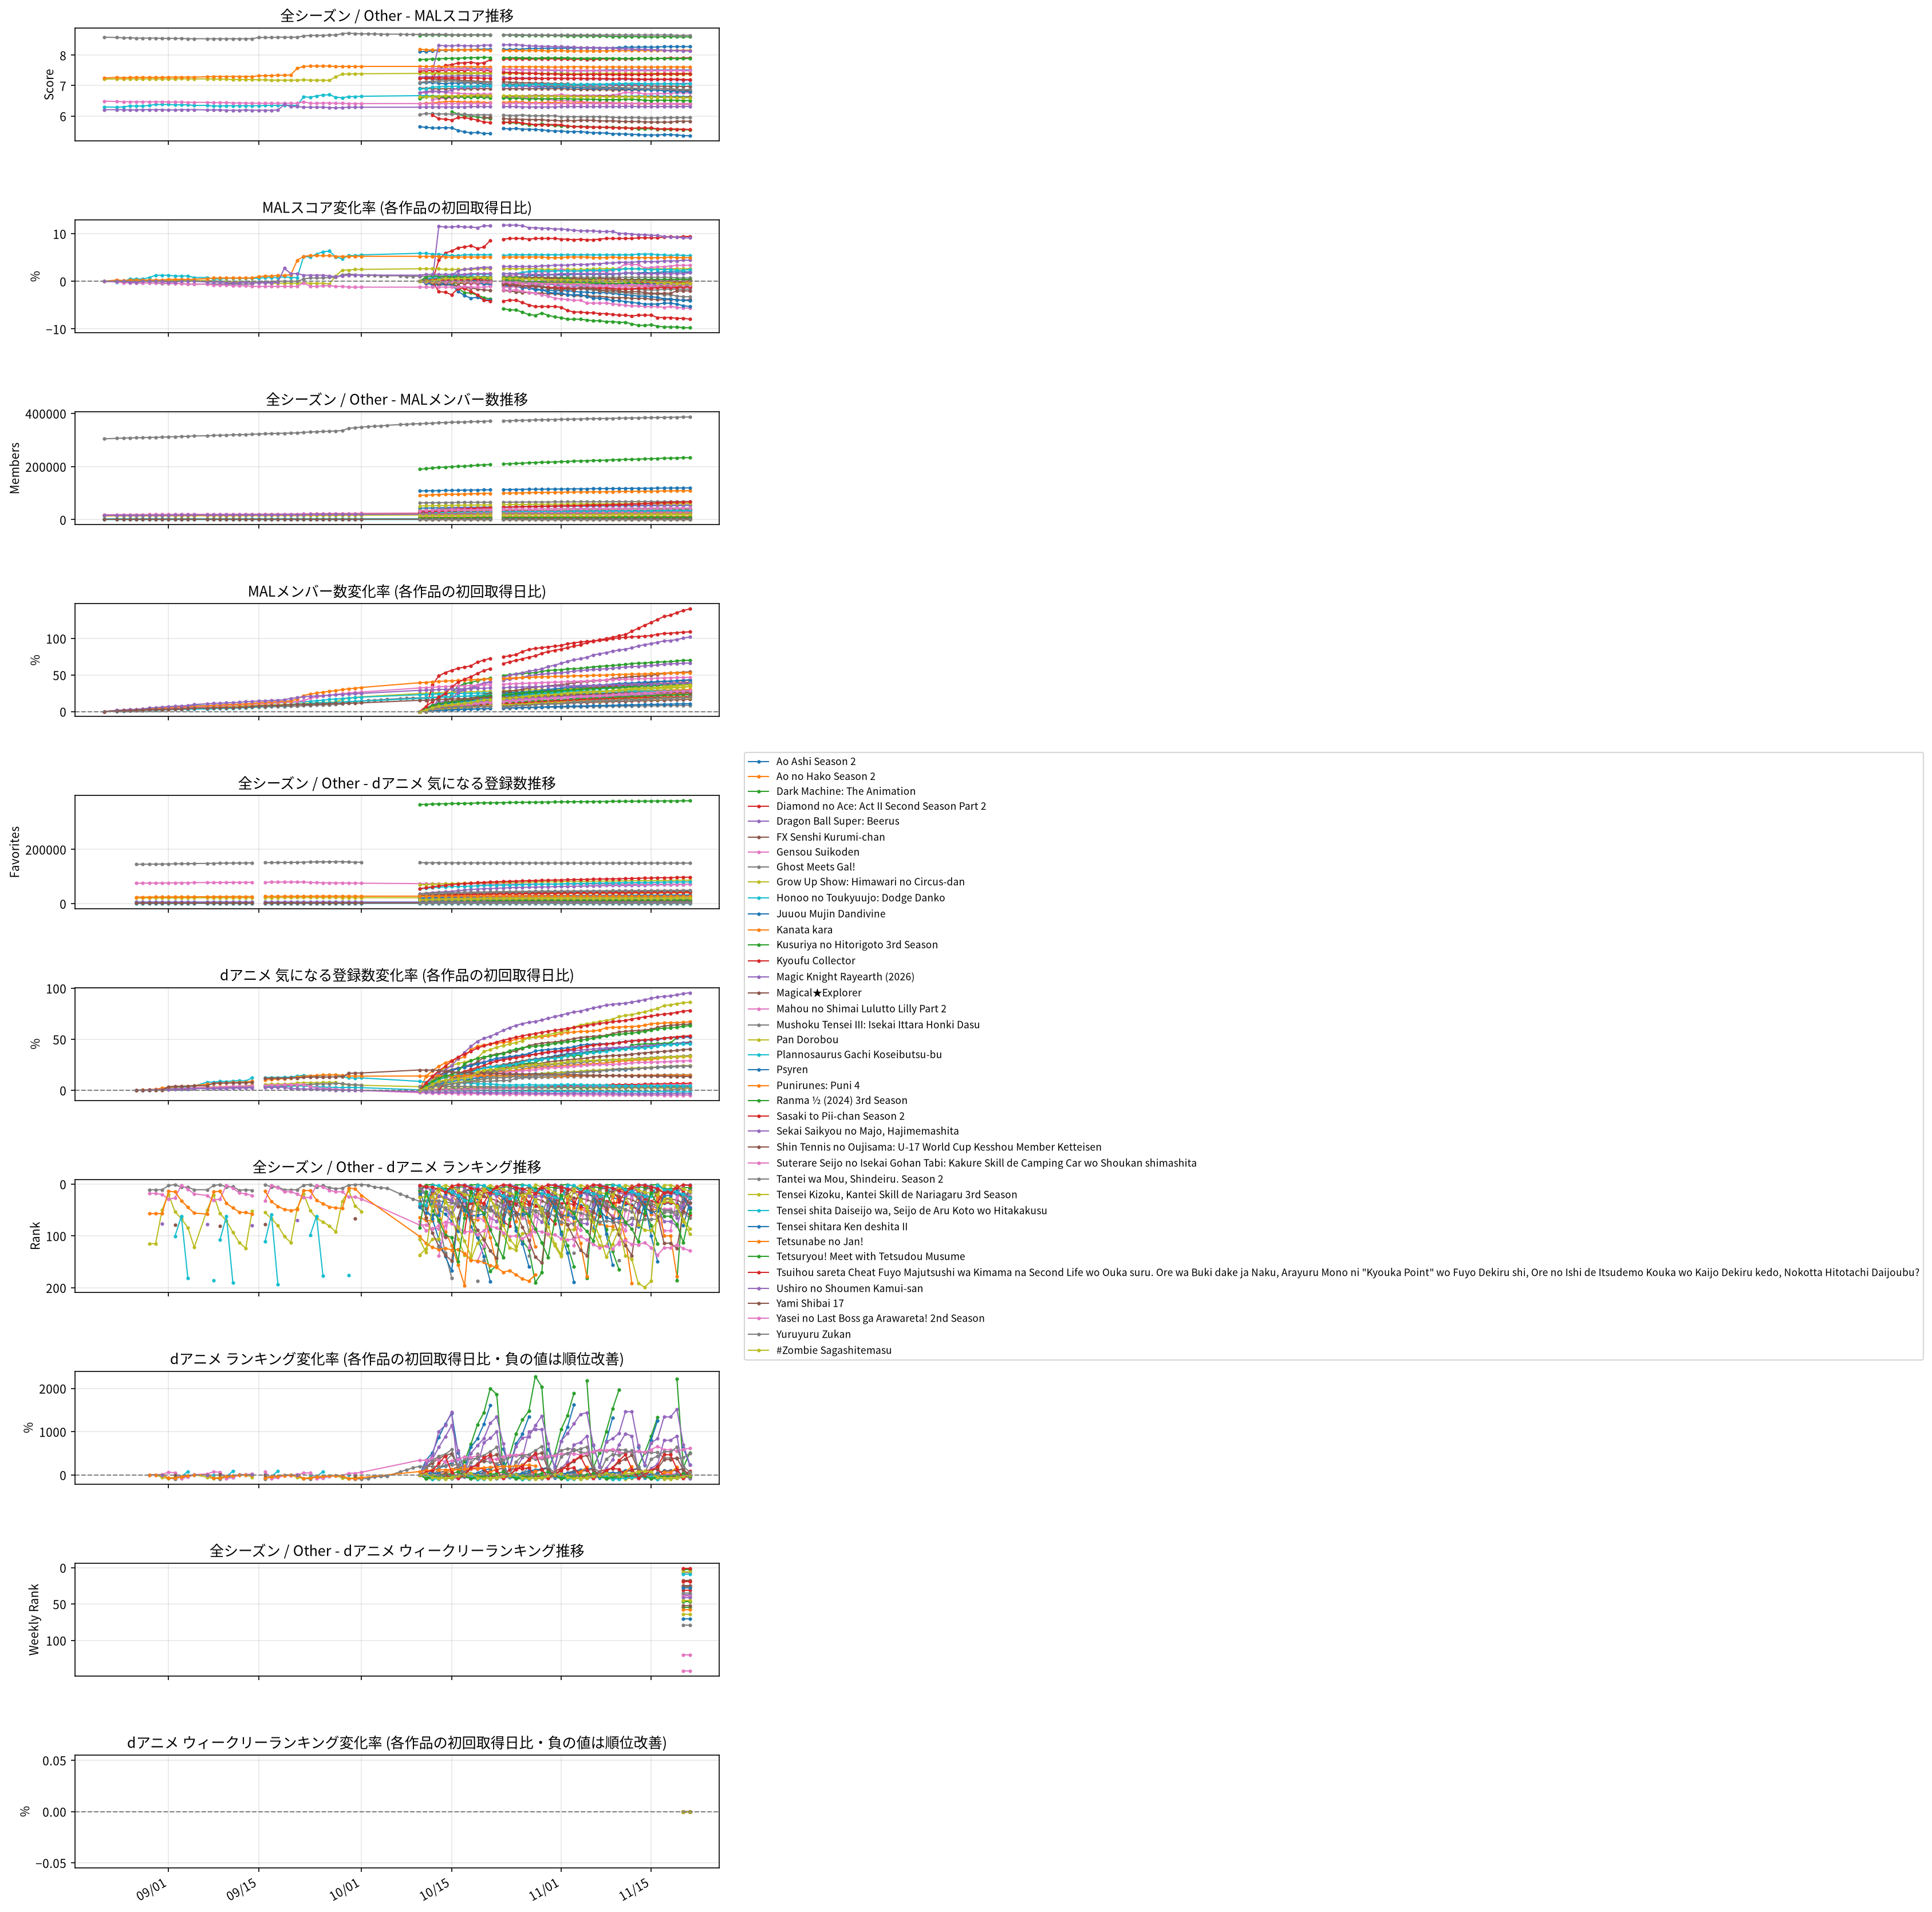 全シーズン / Other - MALスコア推移
Score
8
7
6
MALスコア変化率 (各作品の初回取得日比)
%
10
0
−10
全シーズン / Other - MALメンバー数推移
Members
400000
200000
0
MALメンバー数変化率 (各作品の初回取得日比)
%
100
50
0
全シーズン / Other - dアニメ 気になる登録数推移
Favorites
200000
0
dアニメ 気になる登録数変化率 (各作品の初回取得日比)
%
100
50
0
全シーズン / Other - dアニメ ランキング推移
Rank
0
100
200
dアニメ ランキング変化率 (各作品の初回取得日比・負の値は順位改善)
%
2000
1000
0
全シーズン / Other - dアニメ ウィークリーランキング推移
Weekly Rank
0
50
100
dアニメ ウィークリーランキング変化率 (各作品の初回取得日比・負の値は順位改善)
%
0.05
0.00
−0.05
09/01
09/15
10/01
10/15
11/01
11/15
Ao Ashi Season 2
Ao no Hako Season 2
Dark Machine: The Animation
Diamond no Ace: Act II Second Season Part 2
Dragon Ball Super: Beerus
FX Senshi Kurumi-chan
Gensou Suikoden
Ghost Meets Gal!
Grow Up Show: Himawari no Circus-dan
Honoo no Toukyuujo: Dodge Danko
Juuou Mujin Dandivine
Kanata kara
Kusuriya no Hitorigoto 3rd Season
Kyoufu Collector
Magic Knight Rayearth (2026)
Magical★Explorer
Mahou no Shimai Lulutto Lilly Part 2
Mushoku Tensei III: Isekai Ittara Honki Dasu
Pan Dorobou
Plannosaurus Gachi Koseibutsu-bu
Psyren
Punirunes: Puni 4
Ranma ½ (2024) 3rd Season
Sasaki to Pii-chan Season 2
Sekai Saikyou no Majo, Hajimemashita
Shin Tennis no Oujisama: U-17 World Cup Kesshou Member Ketteisen
Suterare Seijo no Isekai Gohan Tabi: Kakure Skill de Camping Car wo Shoukan shimashita
Tantei wa Mou, Shindeiru. Season 2
Tensei Kizoku, Kantei Skill de Nariagaru 3rd Season
Tensei shita Daiseijo wa, Seijo de Aru Koto wo Hitakakusu
Tensei shitara Ken deshita II
Tetsunabe no Jan!
Tetsuryou! Meet with Tetsudou Musume
Tsuihou sareta Cheat Fuyo Majutsushi wa Kimama na Second Life wo Ouka suru. Ore wa Buki dake ja Naku, Arayuru Mono ni "Kyouka Point" wo Fuyo Dekiru shi, Ore no Ishi de Itsudemo Kouka wo Kaijo Dekiru kedo, Nokotta Hitotachi Daijoubu?
Ushiro no Shoumen Kamui-san
Yami Shibai 17
Yasei no Last Boss ga Arawareta! 2nd Season
Yuruyuru Zukan
#Zombie Sagashitemasu